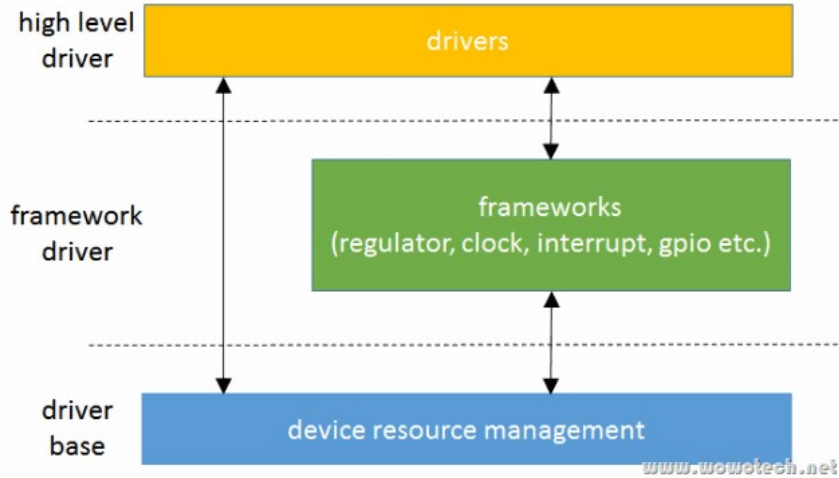 high level
driver
drivers
framework
driver
frameworks
(regulator, clock, interrupt, gpio etc.)
driver
base
device resource management
www.wowotech.net